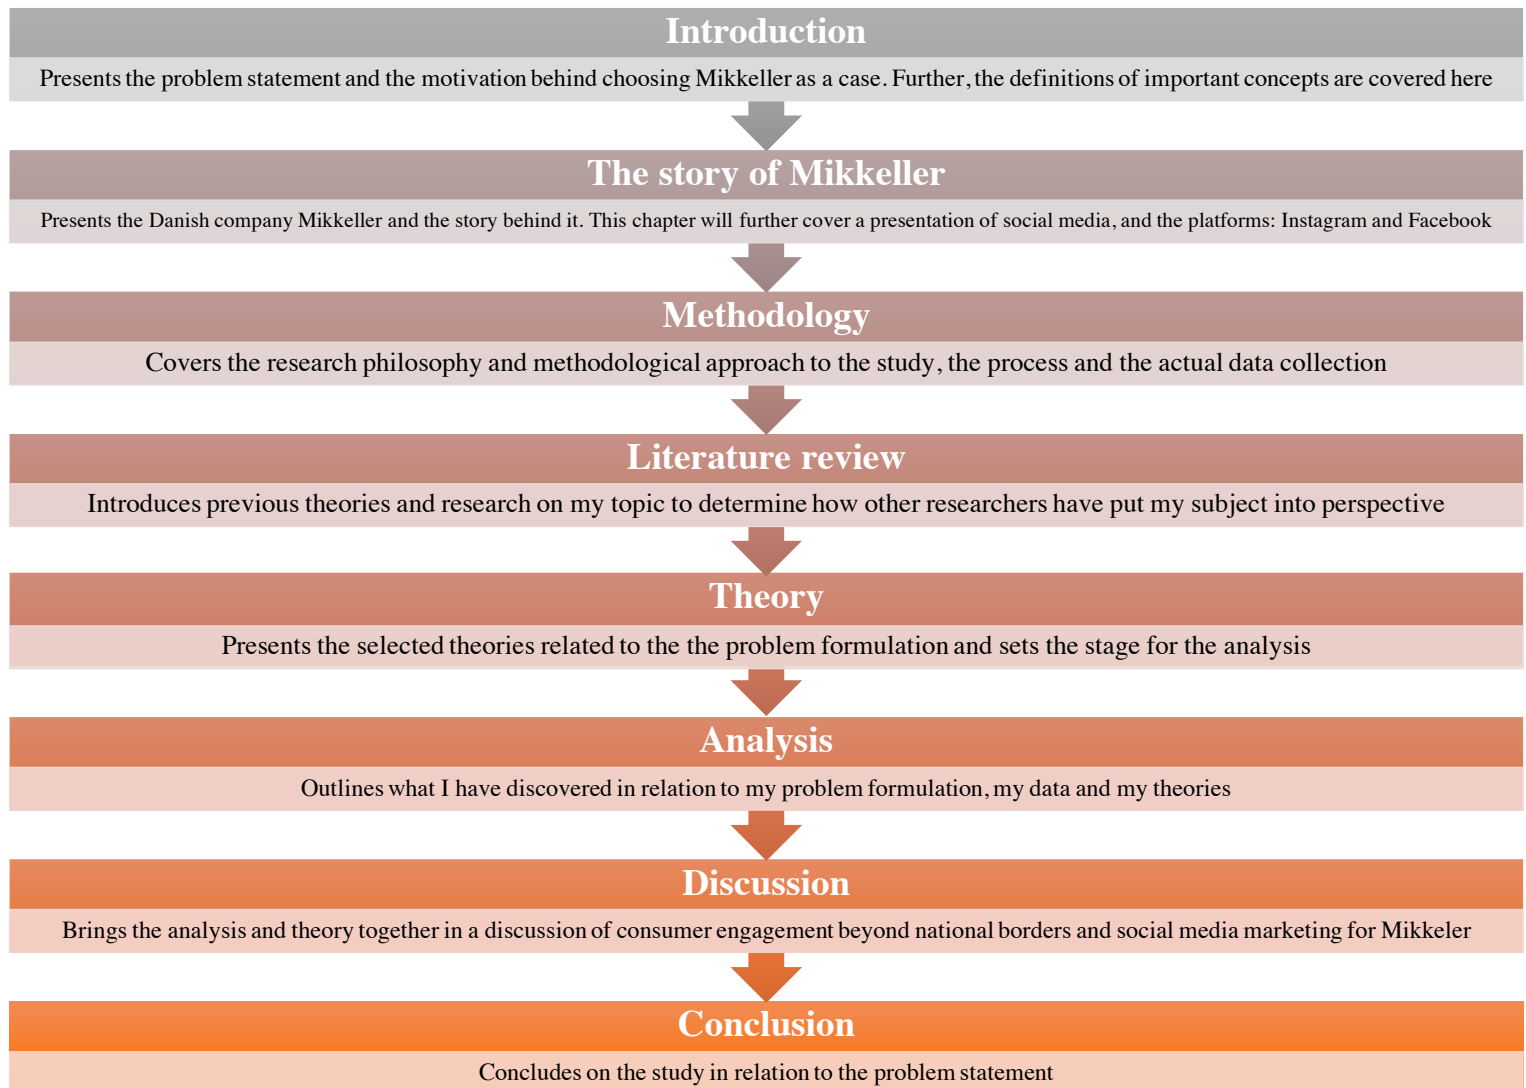 Introduction
Presents the problem statement and the motivation behind choosing Mikkeller as a case. Further, the definitions of important concepts are covered here
The story of Mikkeller
Presents the Danish company Mikkeller and the story behind it. This chapter will further cover a presentation of social media, and the platforms: Instagram and Facebook
Methodology
Covers the research philosophy and methodological approach to the study, the process and the actual data collection
Literature review
Introduces previous theories and research on my topic to determine how other researchers have put my subject into perspective
Theory
Presents the selected theories related to the the problem formulation and sets the stage for the analysis
Analysis
Outlines what I have discovered in relation to my problem formulation, my data and my theories
Discussion
Brings the analysis and theory together in a discussion of consumer engagement beyond national borders and social media marketing for Mikkeler
Conclusion
Concludes on the study in relation to the problem statement